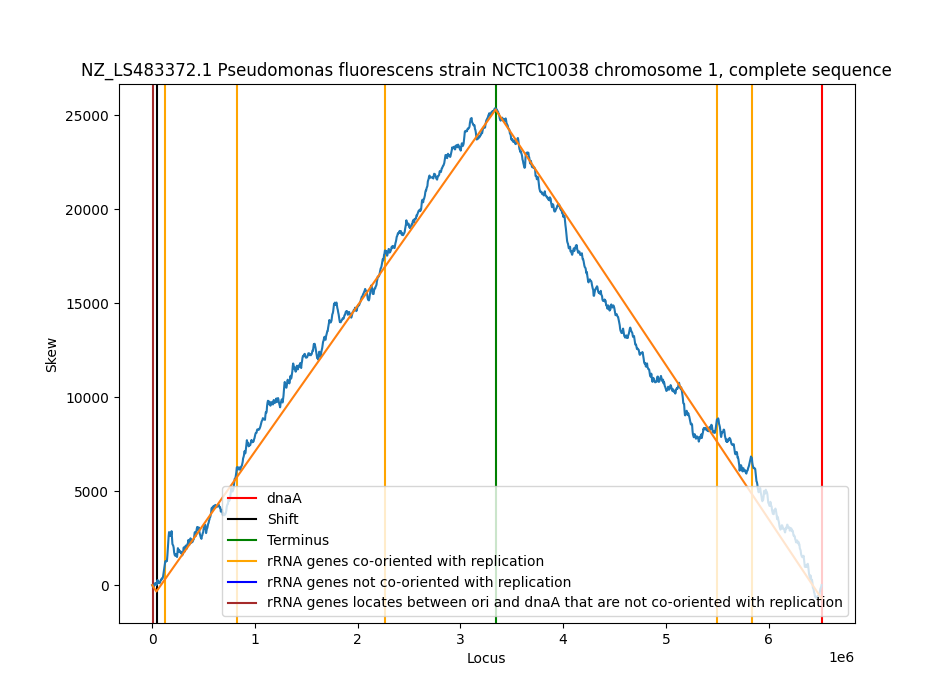 NZ_LS483372.1 Pseudomonas fluorescens strain NCTC10038 chromosome 1, complete sequence
25000
20000
15000
10000
5000
0
Skew
dnaA
Shift
Terminus
rRNA genes co-oriented with replication
rRNA genes not co-oriented with replication
rRNA genes locates between ori and dnaA that are not co-oriented with replication
0 1 2 3 4 5 6
Locus
1e6